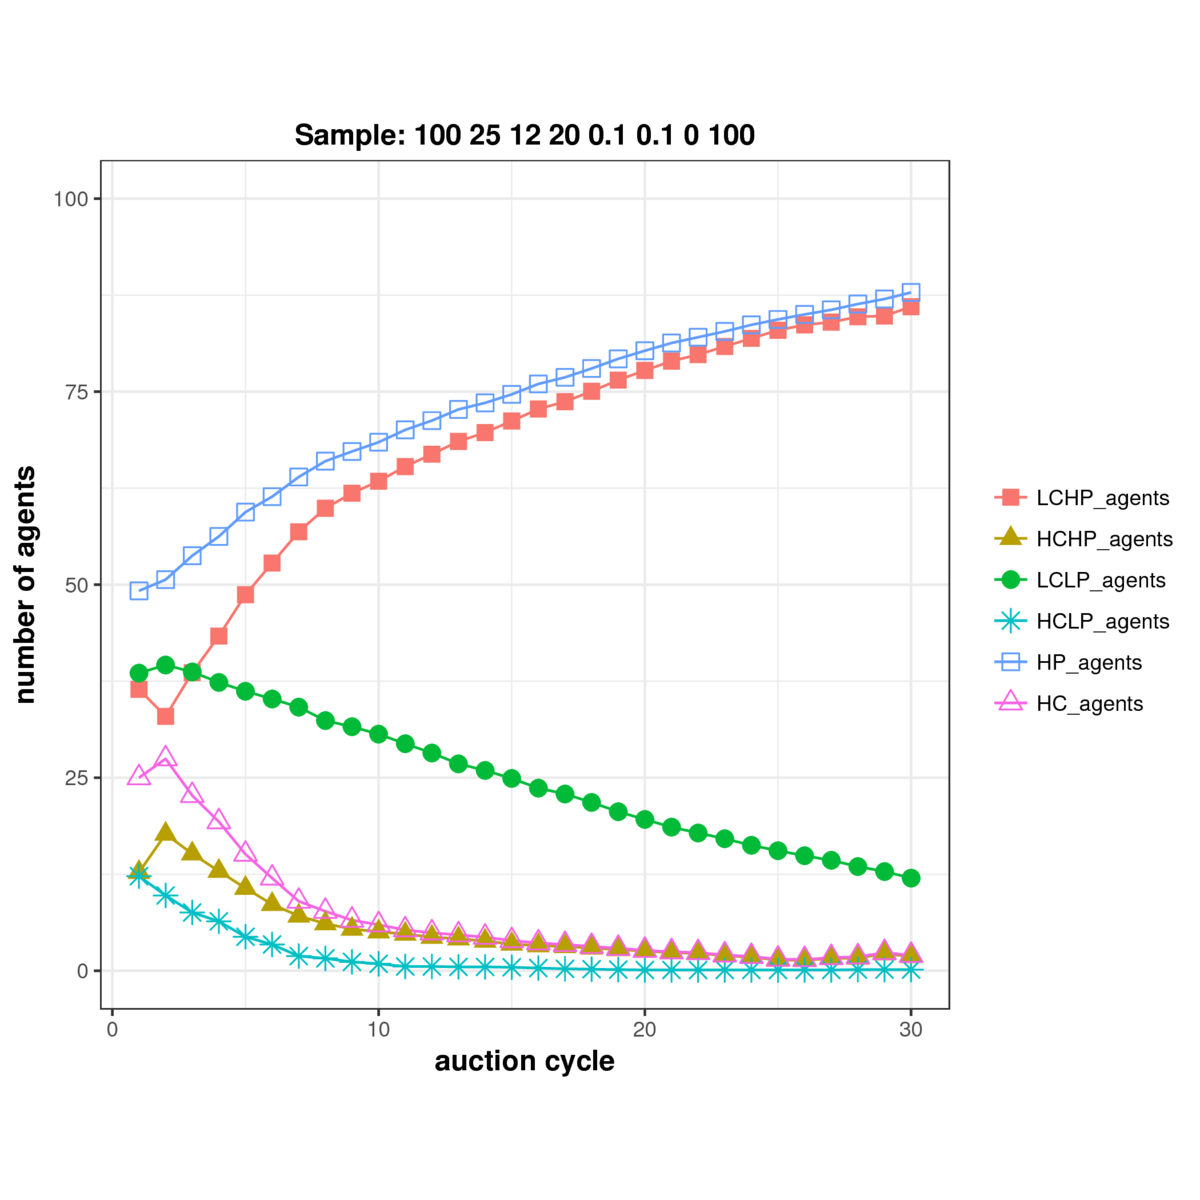 Sample: 100 25 12 20 0.1 0.1 0 100
100
75
50
25
0
number of agents
0 10 20 30
auction cycle
LCHP_agents
HCHP_agents
LCLP_agents
HCLP_agents
HP_agents
HC_agents